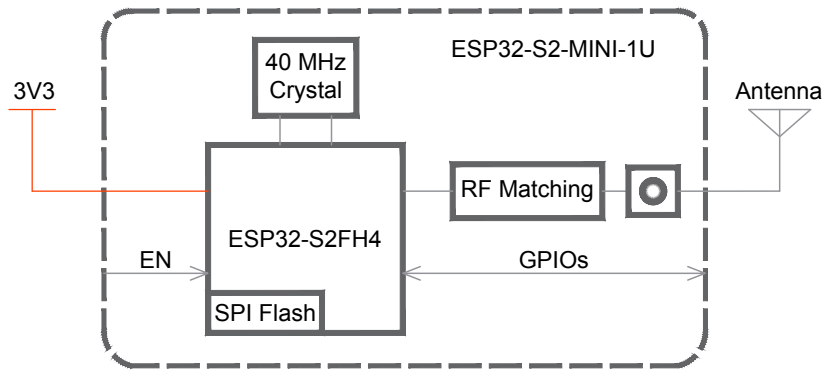 ESP32-S2-MINI-1U
40 MHz
Crystal
3V3
Antenna
RF Matching
ESP32-S2FH4
EN
GPIOs
SPI Flash